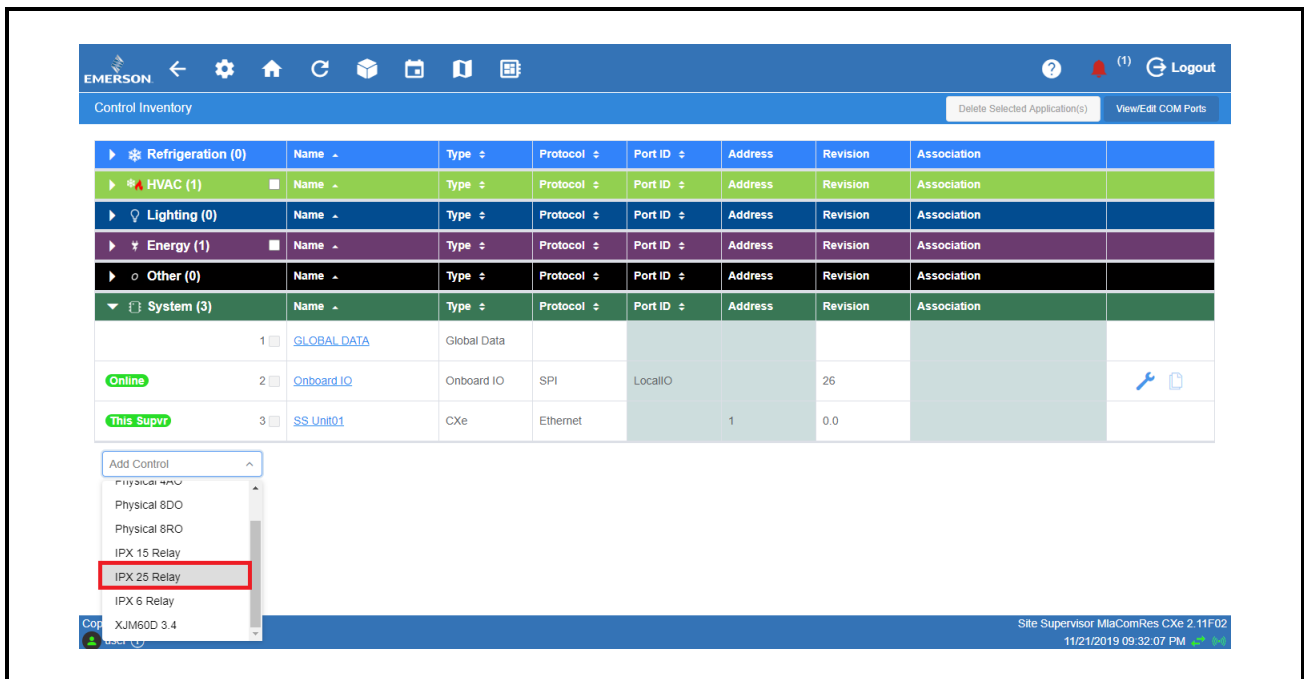 EMERSON (1) Logout
Control Inventory Delete Selected Application(s) View/Edit COM Ports
Refrigeration (0) Name Type Protocol Port ID Address Revision Association
HVAC (1) Name Type Protocol Port ID Address Revision Association
Lighting (0) Name Type Protocol Port ID Address Revision Association
Energy (1) Name Type Protocol Port ID Address Revision Association
Other (0) Name Type Protocol Port ID Address Revision Association
System (3) Name Type Protocol Port ID Address Revision Association
1 GLOBAL DATA Global Data
Online 2 Onboard IO Onboard IO SPI LocalIO 26
This Supvr 3 SS Unit01 CXe Ethernet 1 0.0
Add Control
Physical 4AO
Physical 8DO
Physical 8RO
IPX 15 Relay
IPX 25 Relay
IPX 6 Relay
XJM60D 3.4
Site Supervisor MlaComRes CXe 2.11F02
user
11/21/2019 09:32:07 PM